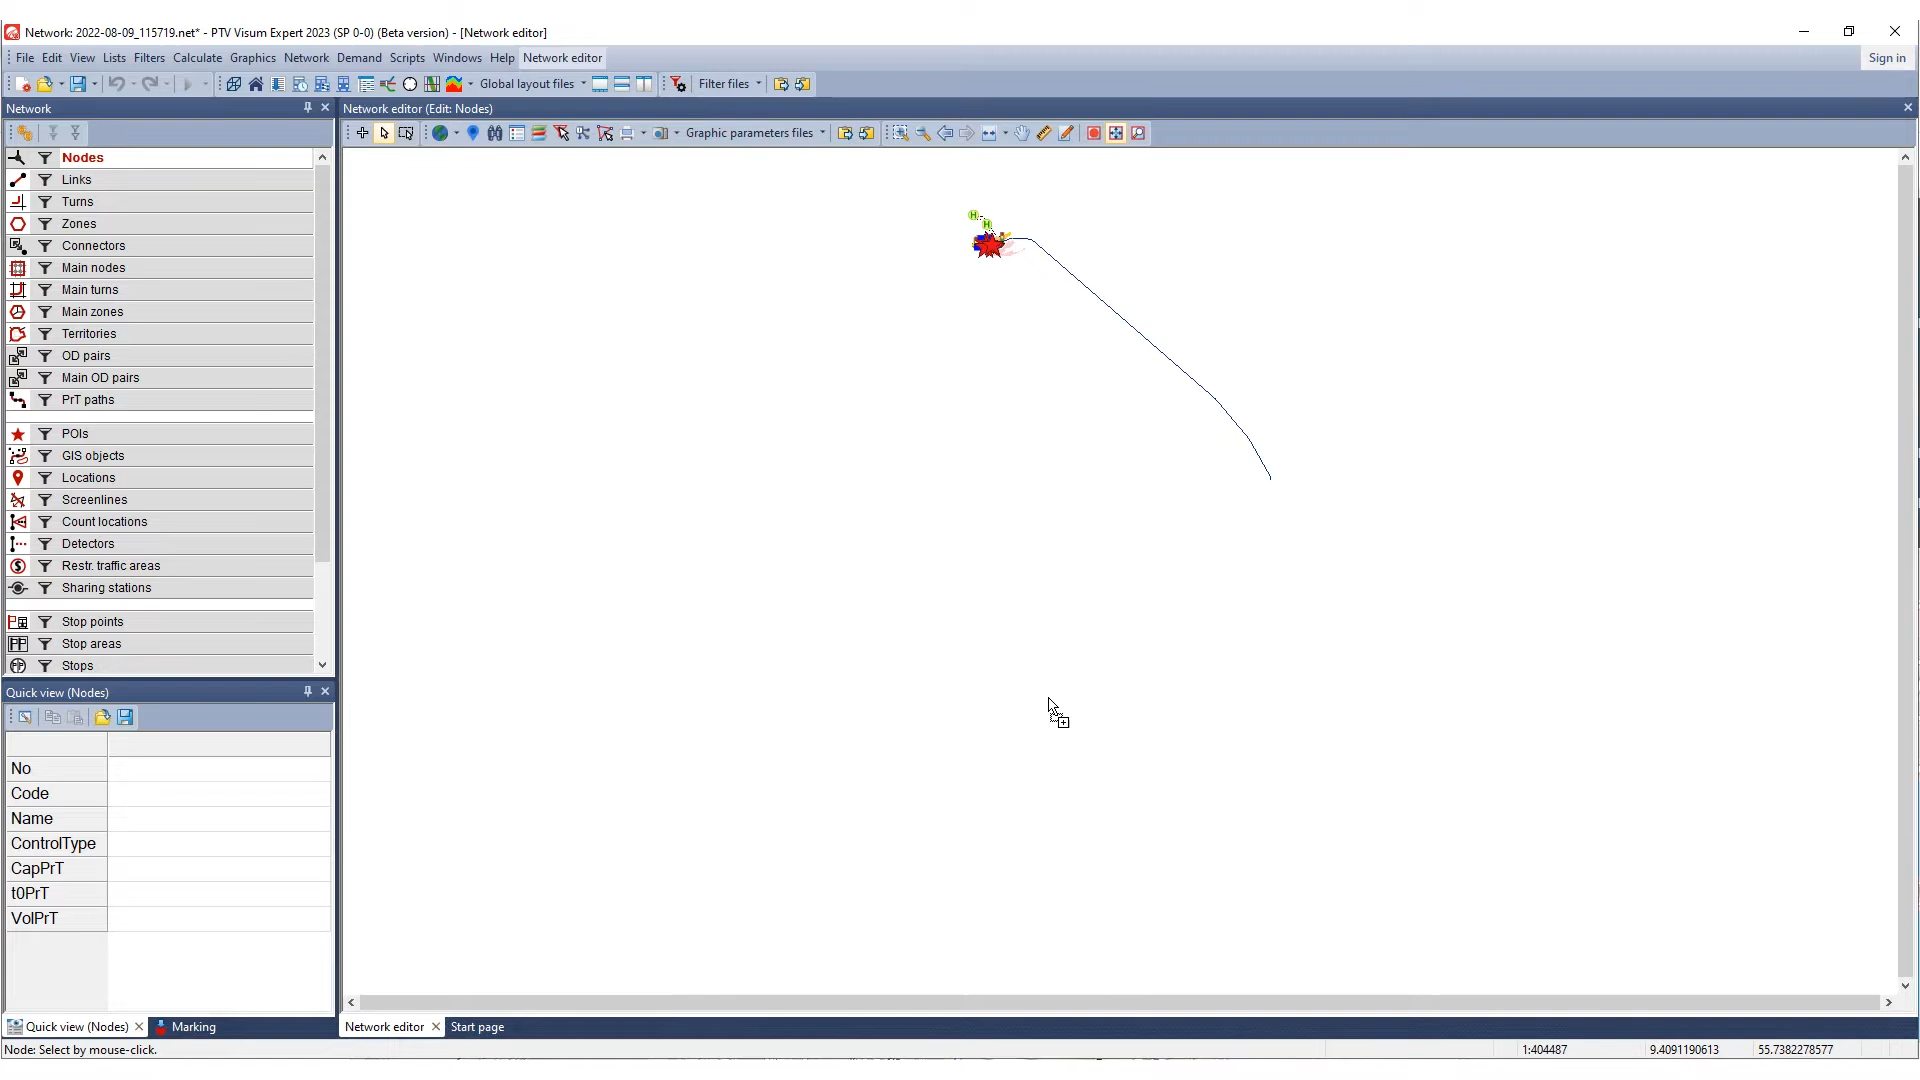 Network: 2022-08-09_115719.net* - PTV Visum Expert 2023 (SP 0-0) (Beta version) - [Network editor]
File Edit View Lists Filters Calculate Graphics Network Demand Scripts Windows Help Network editor
Sign in
Global layout files
Filter files
Network
Network editor (Edit: Nodes)
Graphic parameters files
Nodes
Links
Turns
Zones
Connectors
Main nodes
Main turns
Main zones
Territories
OD pairs
Main OD pairs
PrT paths
POIs
GIS objects
Locations
Screenlines
Count locations
Detectors
Restr. traffic areas
Sharing stations
Stop points
Stop areas
Stops
H
H
Quick view (Nodes)
No
Code
Name
ControlType
CapPrT
t0PrT
VolPrT
Quick view (Nodes) Marking
Network editor Start page
Node: Select by mouse-click.
1:404487 9.4091190613 55.7382278577